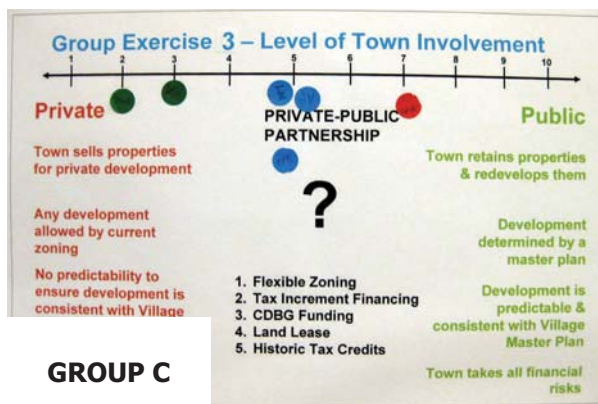 Group Exercise 3 – Level of Town Involvement
1 2 3 4 5 6 7 8 9 10
Private
PRIVATE-PUBLIC
PARTNERSHIP
Public
Town sells properties
for private development
Any development
allowed by current
zoning
No predictability to
ensure development is
consistent with Village
?
1. Flexible Zoning
2. Tax Increment Financing
3. CDBG Funding
4. Land Lease
5. Historic Tax Credits
Town retains properties
& redevelops them
Development
determined by a
master plan
Development is
predictable &
consistent with Village
Master Plan
Town takes all financial
risks
GROUP C